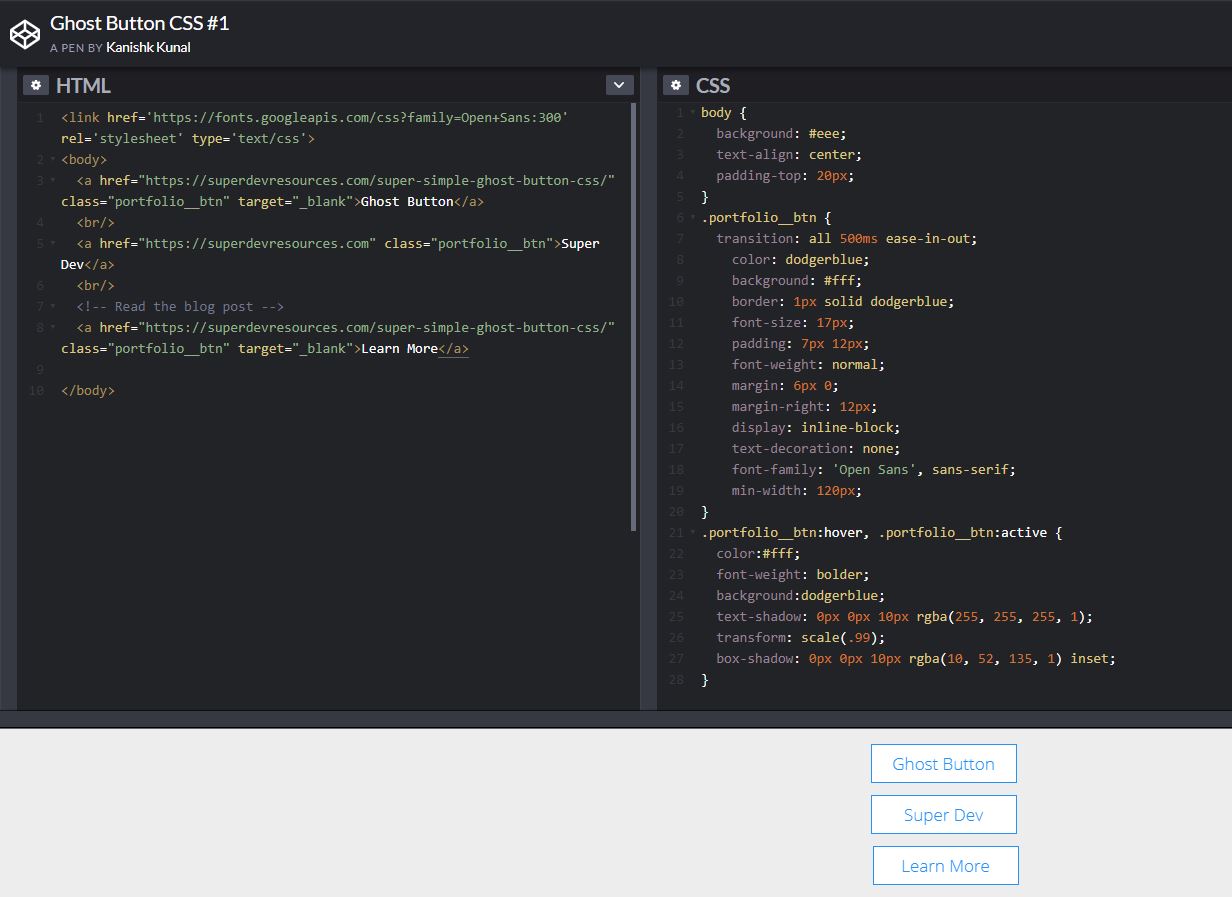 Ghost Button CSS #1
A PEN BY Kanishk Kunal
HTML
1 <link href='https://fonts.googleapis.com/css?family=Open+Sans:300'
rel='stylesheet' type='text/css'>
2 <body>
3 <a href="https://superdevresources.com/super-simple-ghost-button-css/"
class="portfolio__btn" target="_blank">Ghost Button</a>
4 <br/>
5 <a href="https://superdevresources.com" class="portfolio__btn">Super
Dev</a>
6 <br/>
7 <!-- Read the blog post -->
8 <a href="https://superdevresources.com/super-simple-ghost-button-css/"
class="portfolio__btn" target="_blank">Learn More</a>
9
10 </body>
CSS
1 body {
2 background: #eee;
3 text-align: center;
4 padding-top: 20px;
5 }
6 .portfolio__btn {
7 transition: all 500ms ease-in-out;
8 color: dodgerblue;
9 background: #fff;
10 border: 1px solid dodgerblue;
11 font-size: 17px;
12 padding: 7px 12px;
13 font-weight: normal;
14 margin: 6px 0;
15 margin-right: 12px;
16 display: inline-block;
17 text-decoration: none;
18 font-family: 'Open Sans', sans-serif;
19 min-width: 120px;
20 }
21 .portfolio__btn:hover, .portfolio__btn:active {
22 color:#fff;
23 font-weight: bolder;
24 background:dodgerblue;
25 text-shadow: 0px 0px 10px rgba(255, 255, 255, 1);
26 transform: scale(.99);
27 box-shadow: 0px 0px 10px rgba(10, 52, 135, 1) inset;
28 }
Ghost Button
Super Dev
Learn More